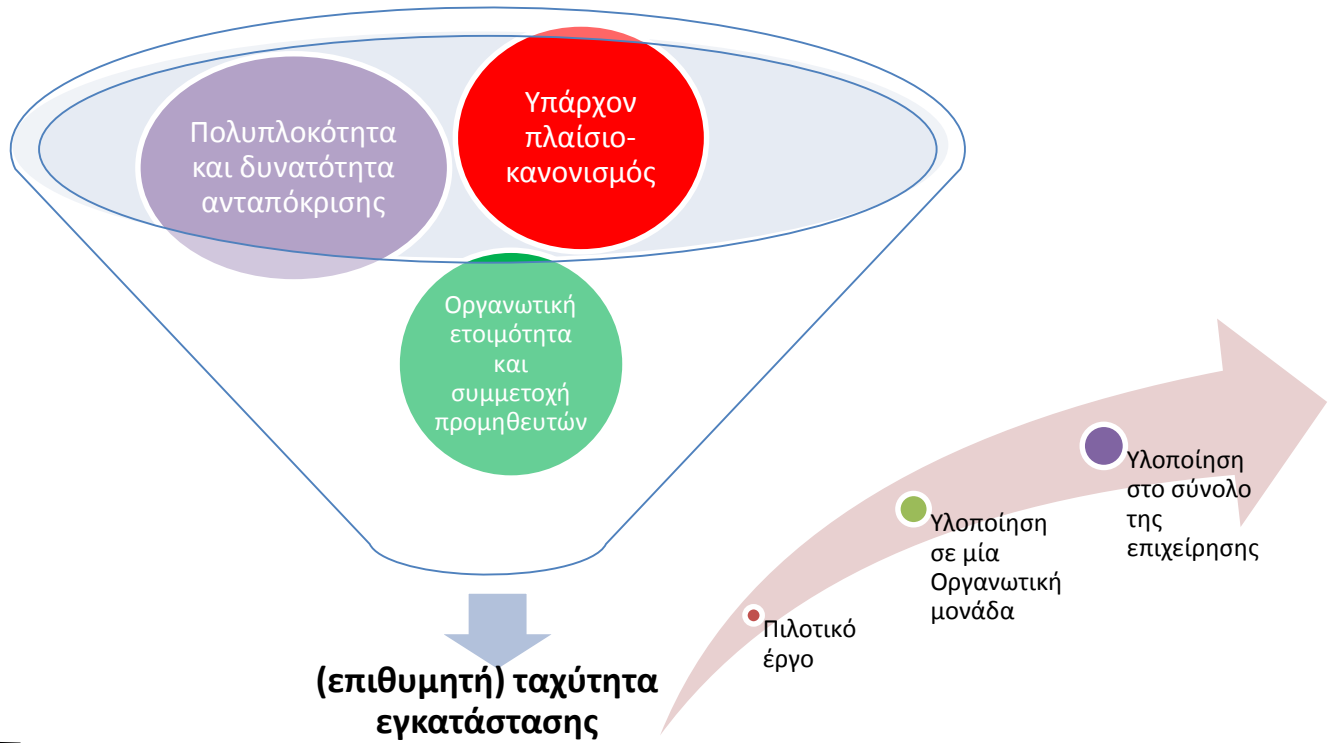 Πολυπλοκότητα
και δυνατότητα
ανταπόκρισης
Υπάρχον
πλαίσιο-
κανονισμός
Οργανωτική
ετοιμότητα
και
συμμετοχή
προμηθευτών
(επιθυμητή) ταχύτητα
εγκατάστασης
Πιλοτικό
έργο
Υλοποίηση
σε μία
Οργανωτική
μονάδα
Υλοποίηση
στο σύνολο
της
επιχείρησης